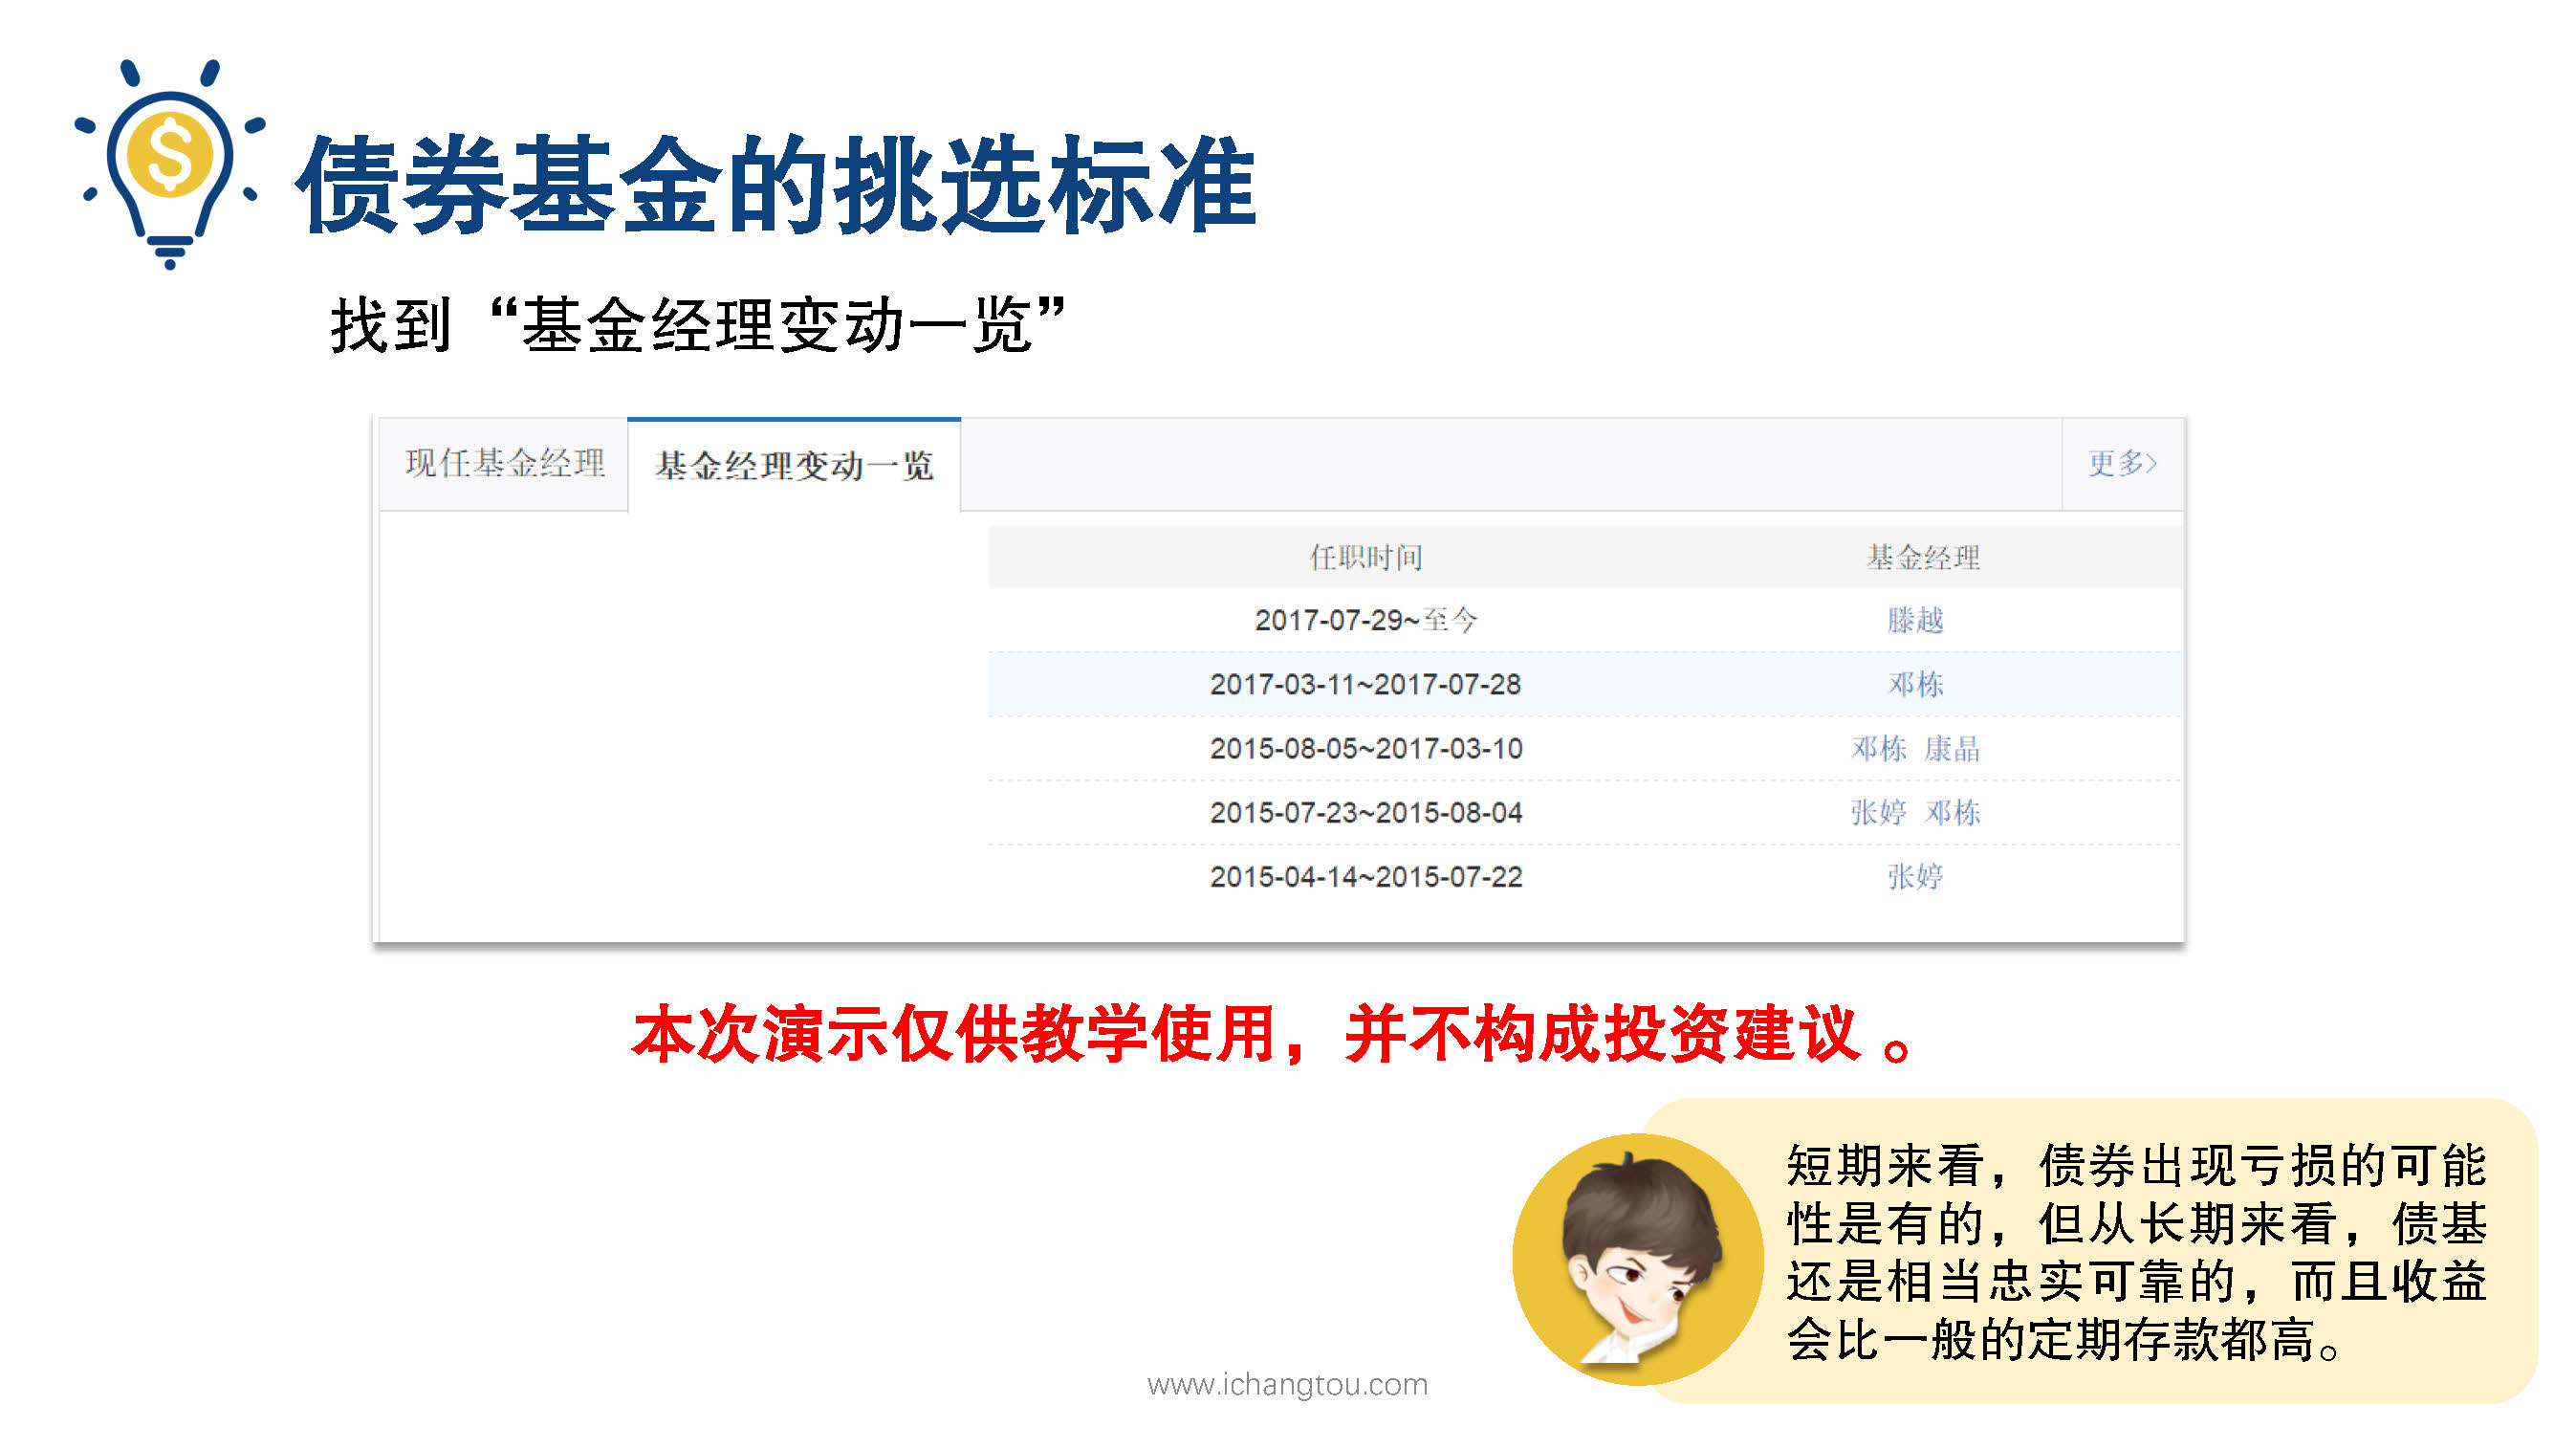 债券基金的挑选标准
找到“基金经理变动一览”
现任基金经理 基金经理变动一览 更多>
任职时间 基金经理
2017-07-29~至今 滕越
2017-03-11~2017-07-28 邓栋
2015-08-05~2017-03-10 邓栋 康晶
2015-07-23~2015-08-04 张婷 邓栋
2015-04-14~2015-07-22 张婷
本次演示仅供教学使用，并不构成投资建议 。
短期来看，债券出现亏损的可能
性是有的，但从长期来看，债基
还是相当忠实可靠的，而且收益
会比一般的定期存款都高。
www.ichangtou.com